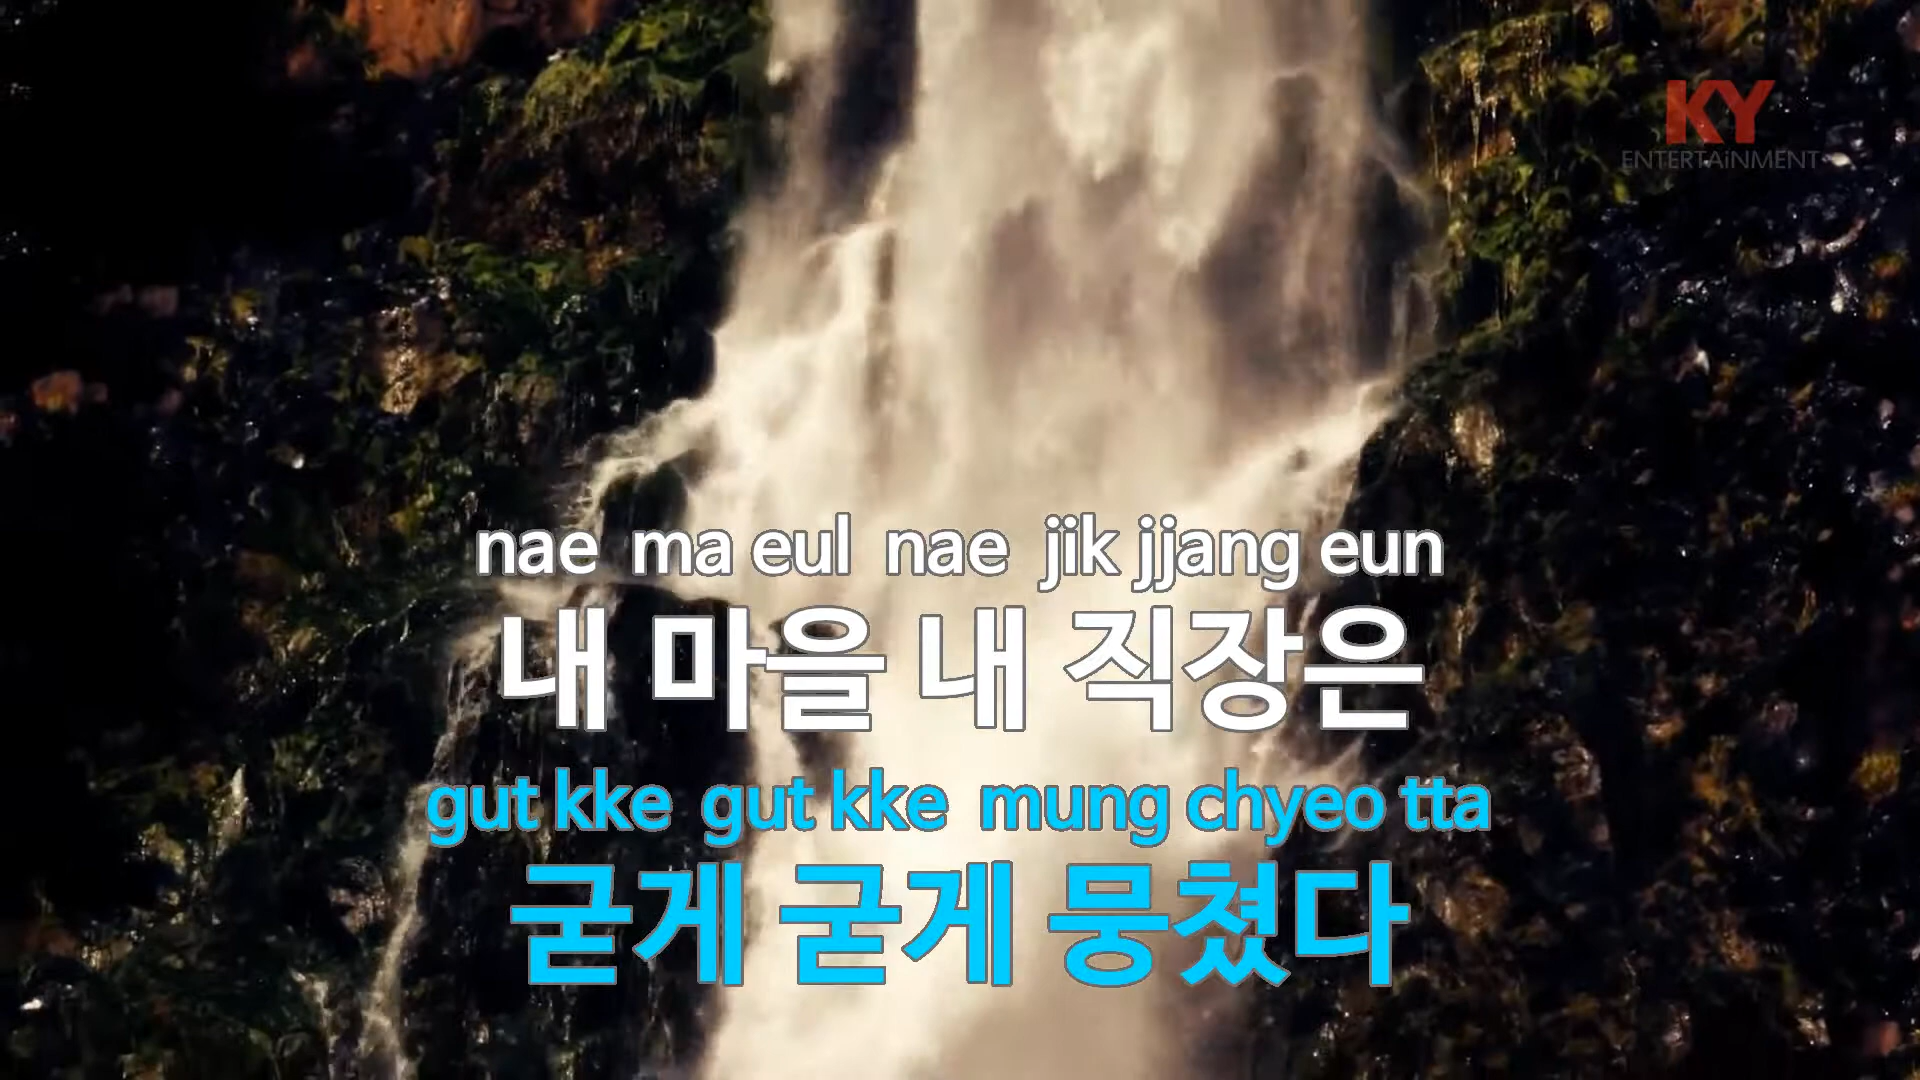 KY
ENTERTAiNMENT
nae ma eul nae jik jjang eun
내 마을 내 직장은
gut kke gut kke mung chyeo tta
굳게 굳게 뭉쳤다